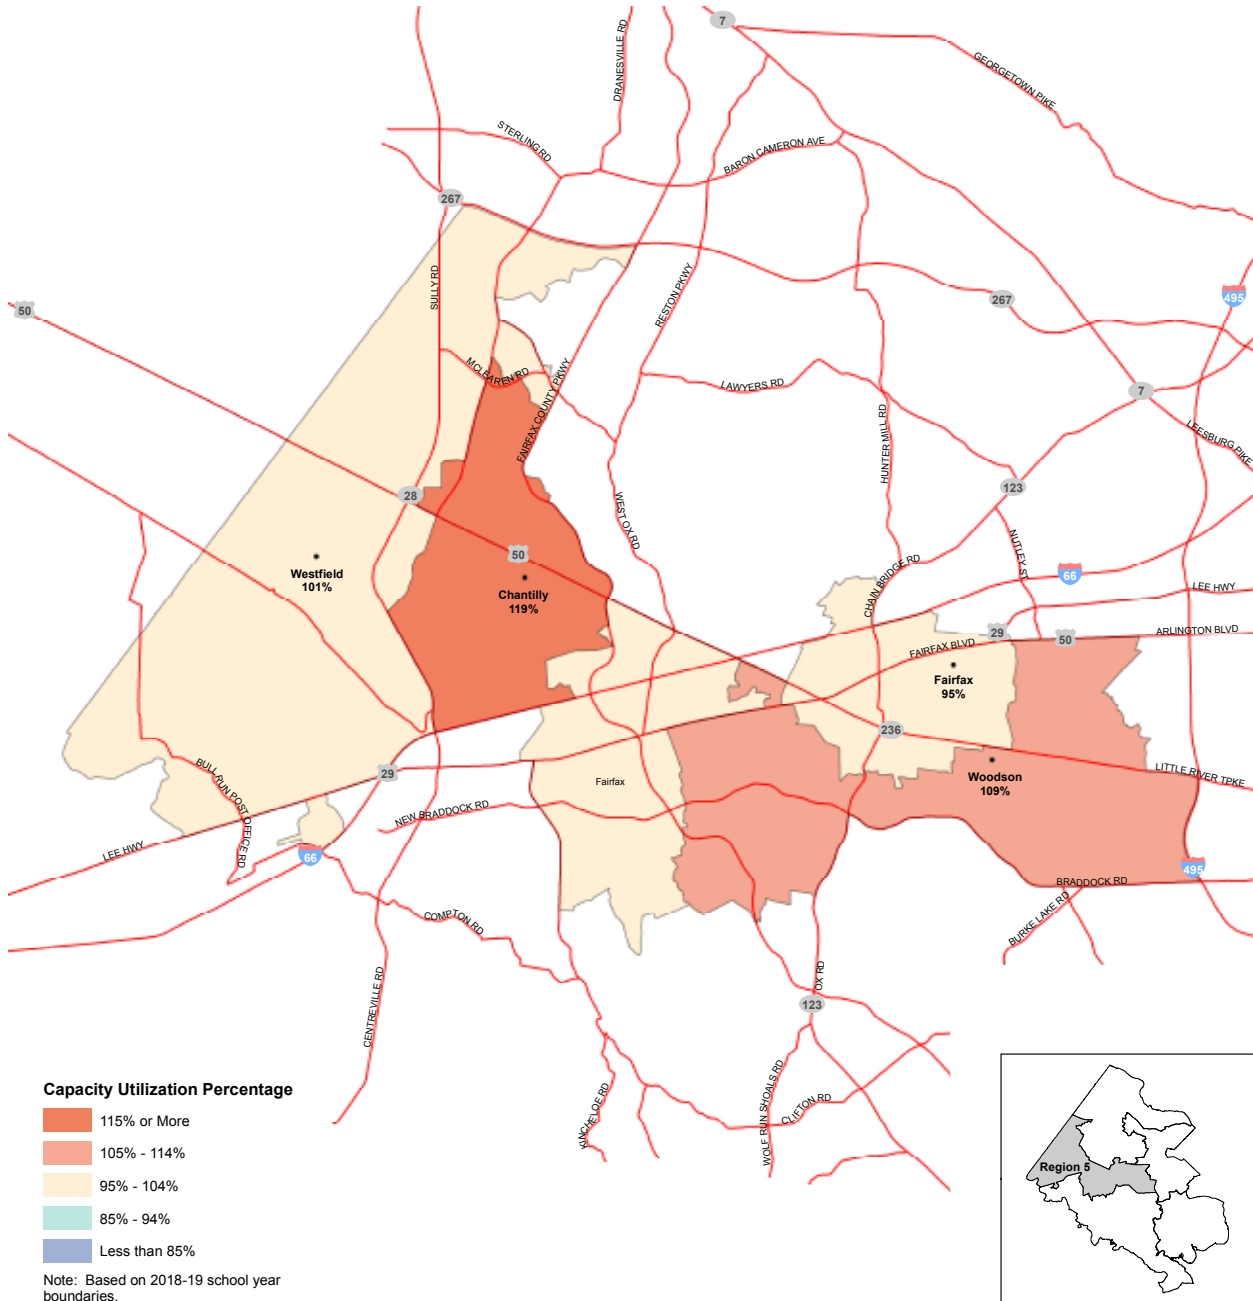 7
DRANESVILLE RD
GEORGETOWN PIKE
STERLING RD
BARON CAMERON AVE
267
SULLY RD
RESTON PKWY
267
495
50
MCLEAREN RD
FAIRFAX COUNTY PKWY
LAWYERS RD
7
HUNTER MILL RD
LEESBURG PIKE
28
123
WEST OX RD
NUTLEY ST
50
Westfield
101%
Chantilly
119%
CHAIN BRIDGE RD
66
LEE HWY
29
50
ARLINGTON BLVD
FAIRFAX BLVD
Fairfax
95%
236
Woodson
109%
LITTLE RIVER TPKE
BULL RUN POST OFFICE RD
29
Fairfax
NEW BRADDOCK RD
LEE HWY
66
495
BRADDOCK RD
BURKE LAKE RD
COMPTON RD
CENTREVILLE RD
OX RD
123
KINCHELOE RD
WOLF RUN SHOALS RD
CLIFTON RD
Capacity Utilization Percentage
115% or More
105% - 114%
95% - 104%
85% - 94%
Less than 85%
Note:  Based on 2018-19 school year
boundaries.
Region 5